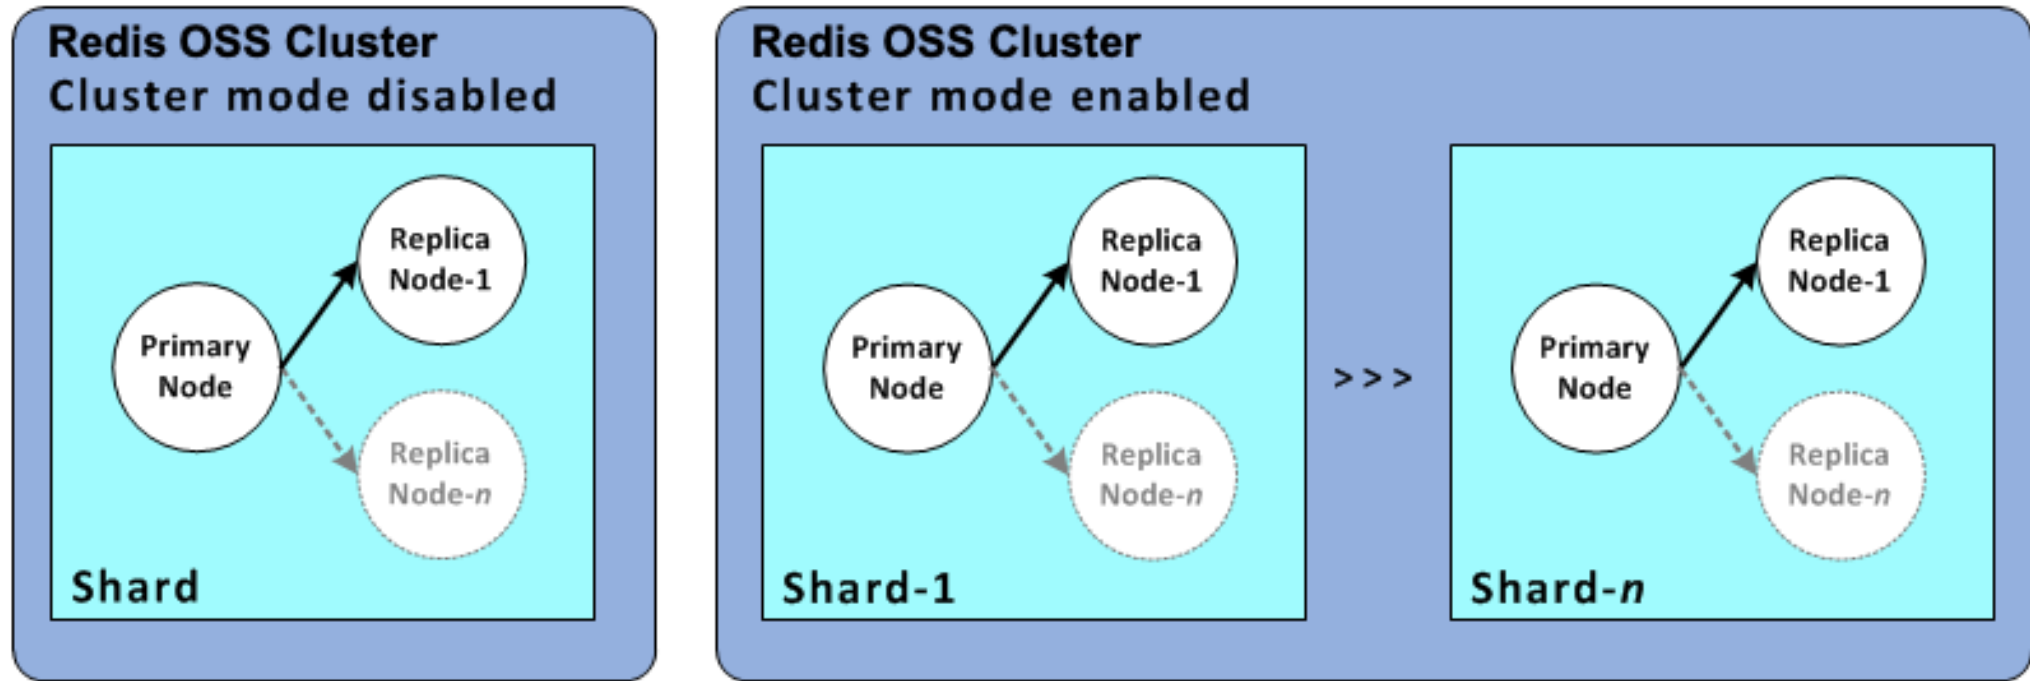 Redis OSS Cluster
Cluster mode disabled
Replica
Node-1
Primary
Node
Replica
Node-n
Shard
Redis OSS Cluster
Cluster mode enabled
Replica
Node-1
Primary
Node
Replica
Node-n
Shard-1
>>>
Replica
Node-1
Primary
Node
Replica
Node-n
Shard-n